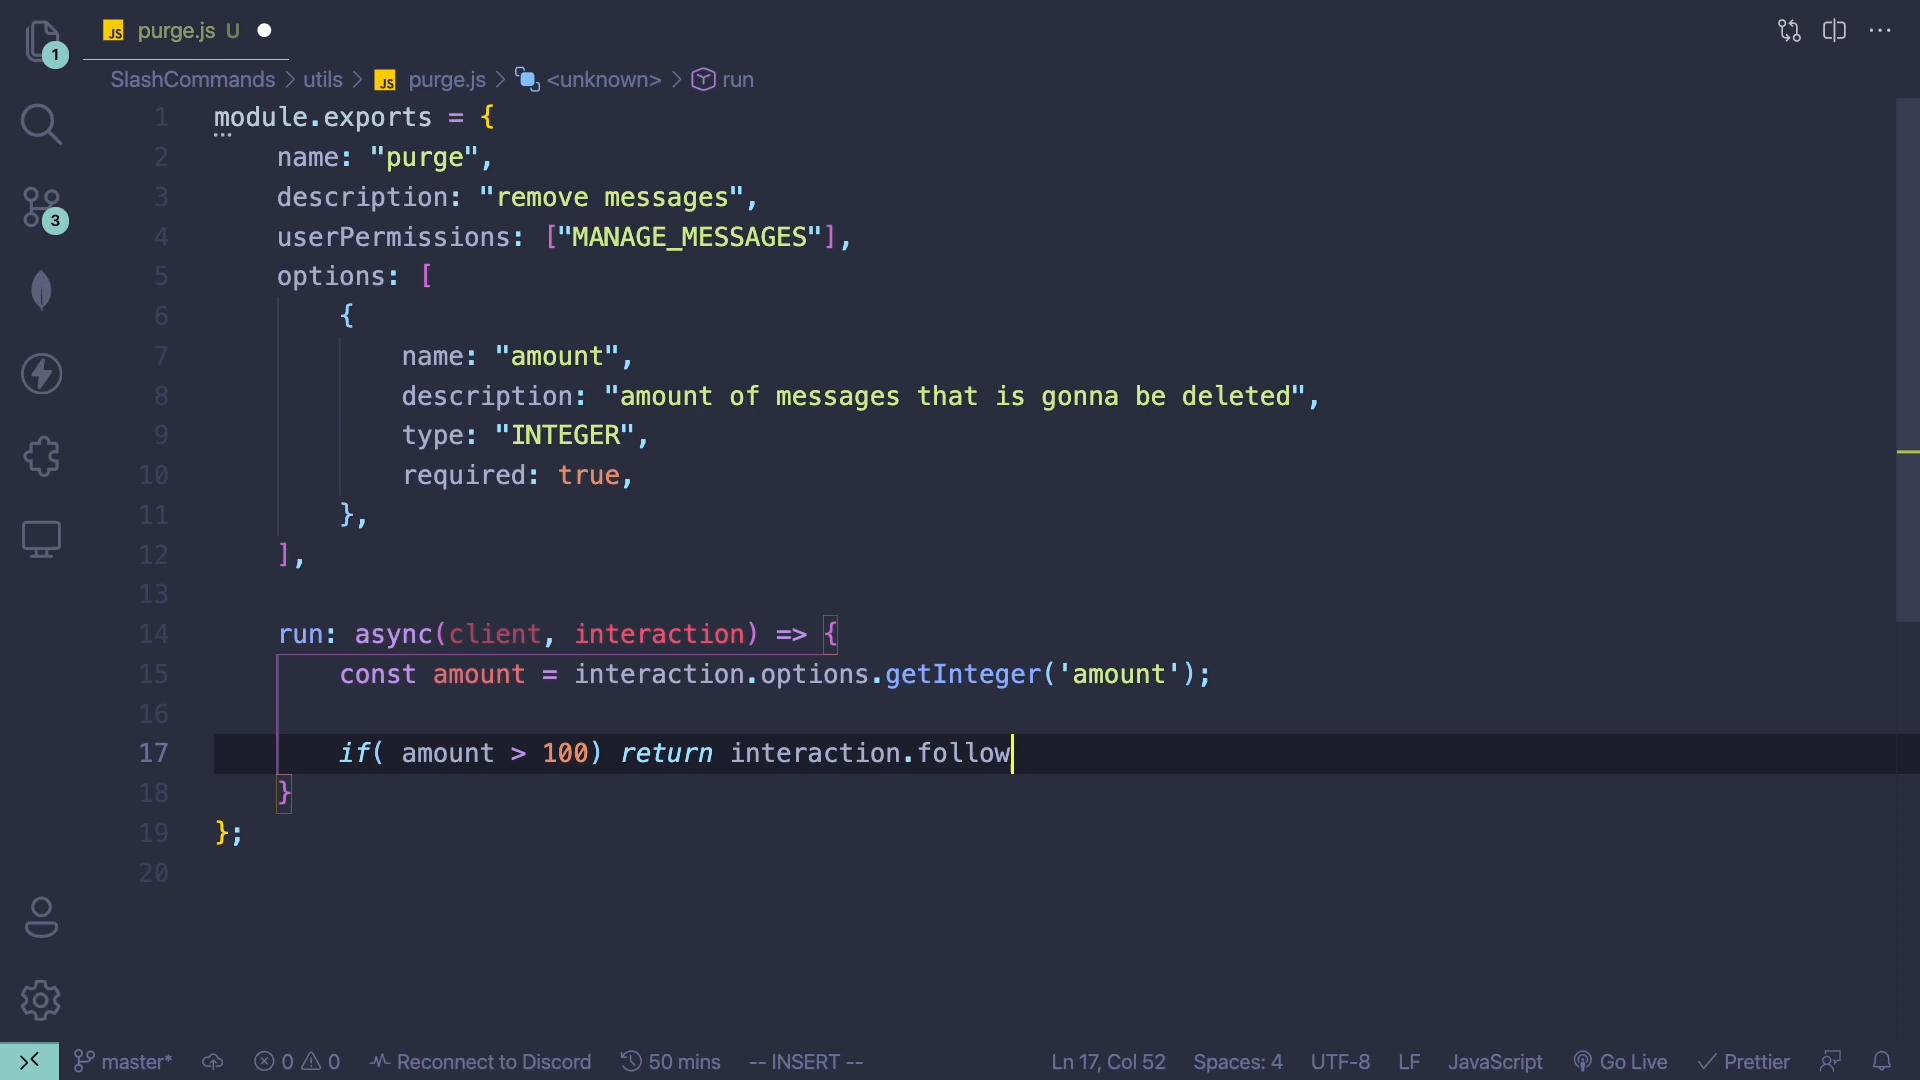 JS purge.js U
1
SlashCommands > utils > JS purge.js > <unknown> > run
1 module.exports = {
2 name: "purge",
3 description: "remove messages",
4 userPermissions: ["MANAGE_MESSAGES"],
5 options: [
6 {
7 name: "amount",
8 description: "amount of messages that is gonna be deleted",
9 type: "INTEGER",
10 required: true,
11 },
12 ],
13
14 run: async(client, interaction) => {
15 const amount = interaction.options.getInteger('amount');
16
17 if( amount > 100) return interaction.follow
18 }
19 };
20
3
master* 0 0 Reconnect to Discord 50 mins -- INSERT -- Ln 17, Col 52 Spaces: 4 UTF-8 LF JavaScript Go Live Prettier